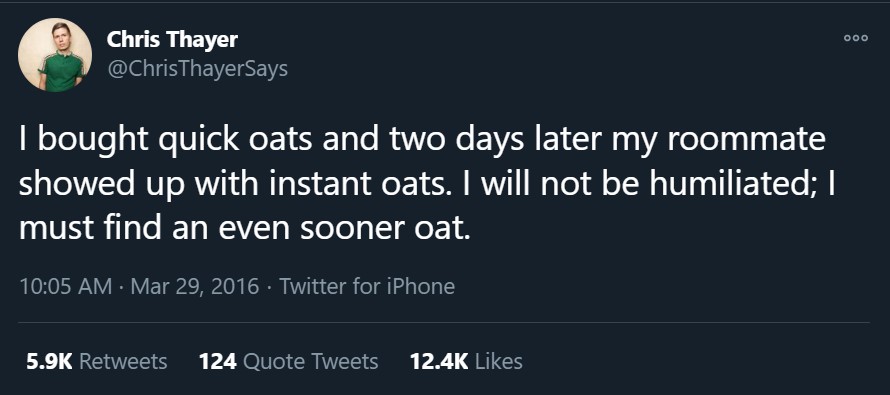 Chris Thayer
@ChrisThayerSays
I bought quick oats and two days later my roommate
showed up with instant oats. I will not be humiliated; I
must find an even sooner oat.
10:05 AM · Mar 29, 2016 · Twitter for iPhone
5.9K Retweets 124 Quote Tweets 12.4K Likes